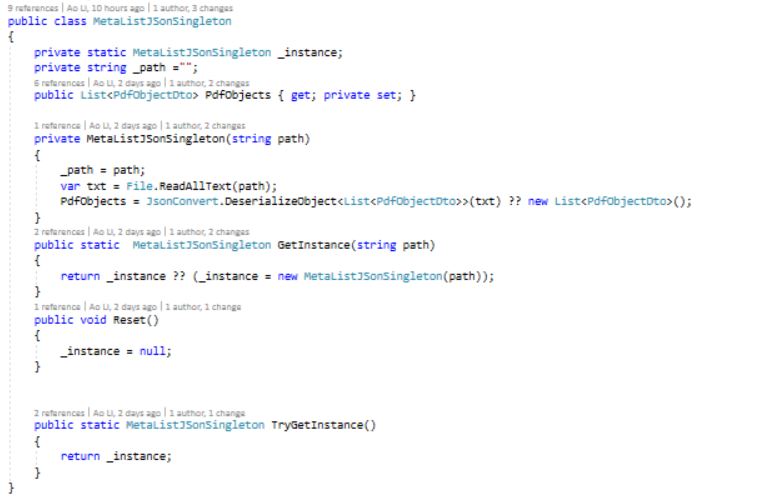 9 references | Ao Li, 10 hours ago | 1 author, 3 changes
public class MetaListJSonSingleton
{
    private static MetaListJSonSingleton _instance;
    private string _path ="";
    6 references | Ao Li, 2 days ago | 1 author, 2 changes
    public List<PdfObjectDto> PdfObjects { get; private set; }
    1 reference | Ao Li, 2 days ago | 1 author, 2 changes
    private MetaListJSonSingleton(string path)
    {
        _path = path;
        var txt = File.ReadAllText(path);
        PdfObjects = JsonConvert.DeserializeObject<List<PdfObjectDto>>(txt) ?? new List<PdfObjectDto>();
    }
    2 references | Ao Li, 2 days ago | 1 author, 2 changes
    public static  MetaListJSonSingleton GetInstance(string path)
    {
        return _instance ?? (_instance = new MetaListJSonSingleton(path));
    }
    1 reference | Ao Li, 2 days ago | 1 author, 1 change
    public void Reset()
    {
        _instance = null;
    }
    2 references | Ao Li, 2 days ago | 1 author, 1 change
    public static MetaListJSonSingleton TryGetInstance()
    {
        return _instance;
    }
}